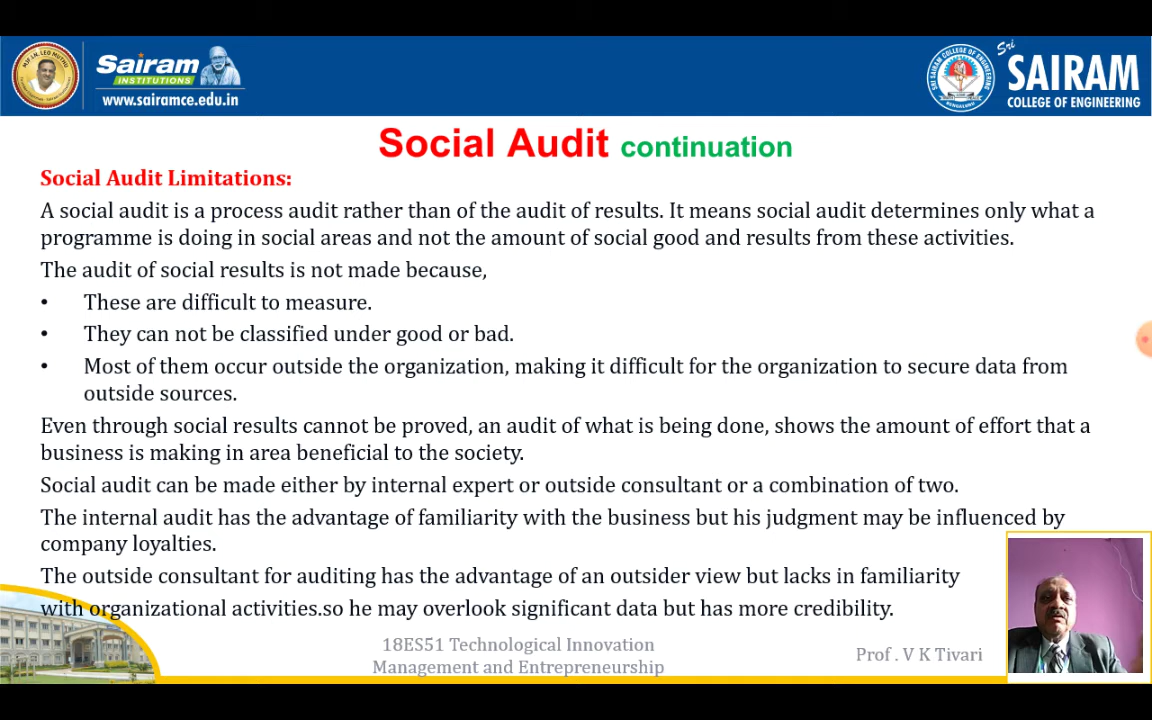 Sairam
INSTITUTIONS
www.sairamce.edu.in
Sri
SAIRAM
COLLEGE OF ENGINEERING
Social Audit continuation
Social Audit Limitations:
A social audit is a process audit rather than of the audit of results. It means social audit determines only what a
programme is doing in social areas and not the amount of social good and results from these activities.
The audit of social results is not made because,
• These are difficult to measure.
• They can not be classified under good or bad.
• Most of them occur outside the organization, making it difficult for the organization to secure data from
outside sources.
Even through social results cannot be proved, an audit of what is being done, shows the amount of effort that a
business is making in area beneficial to the society.
Social audit can be made either by internal expert or outside consultant or a combination of two.
The internal audit has the advantage of familiarity with the business but his judgment may be influenced by
company loyalties.
The outside consultant for auditing has the advantage of an outsider view but lacks in familiarity
with organizational activities.so he may overlook significant data but has more credibility.
18ES51 Technological Innovation
Management and Entrepreneurship
Prof . V K Tivari